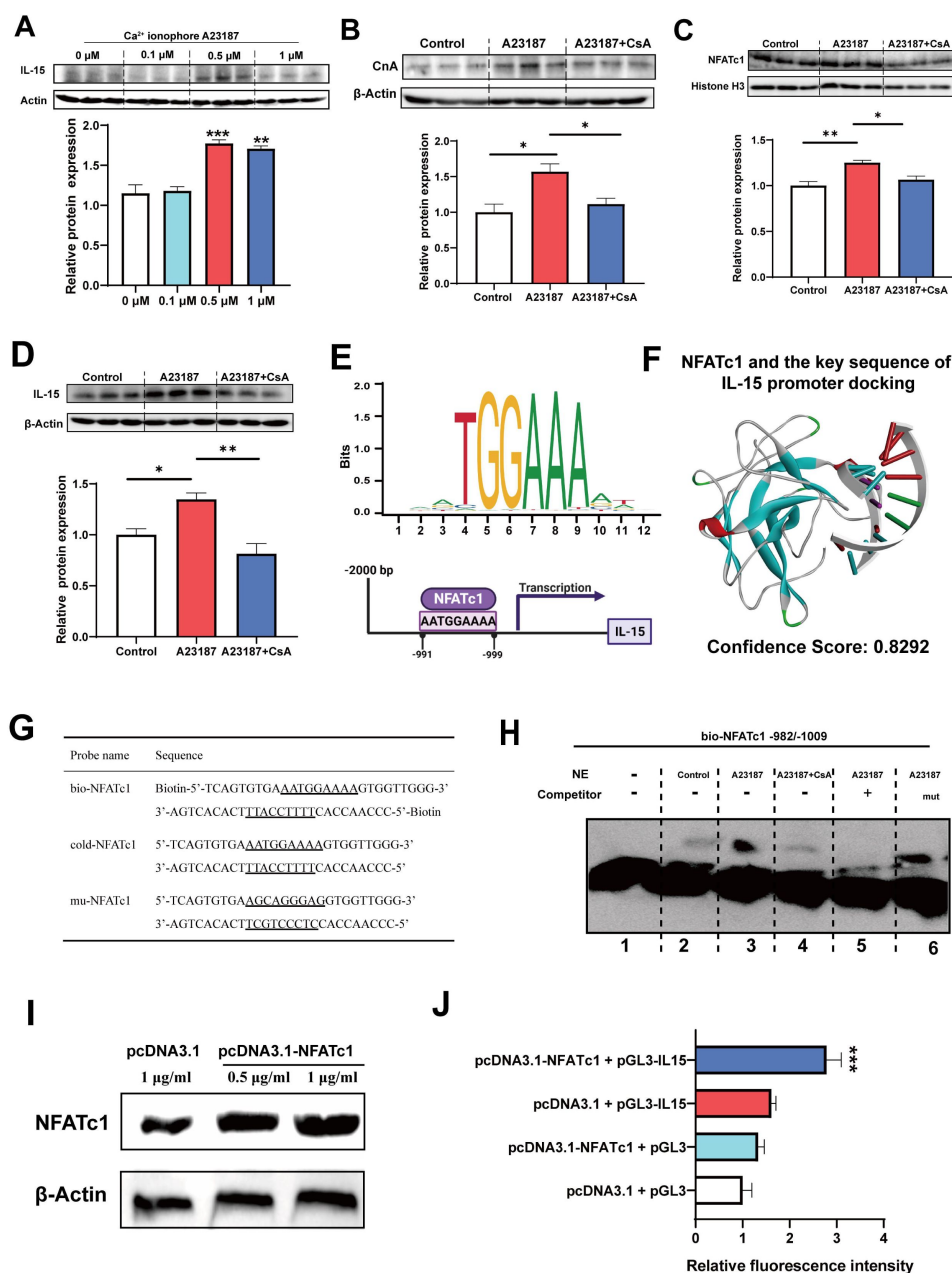 A
Ca²⁺ ionophore A23187
0 μM 0.1 μM 0.5 μM 1 μM
IL-15
Actin
Relative protein expression
2.0
1.5
1.0
1.5
0.0
*** **
0 μM 0.1 μM 0.5 μM 1 μM
B
Control A23187 A23187+CsA
CnA
β-Actin
Relative protein expression
2.0
1.5
1.0
1.5
0.0
*
*
Control A23187 A23187+CsA
C
Control A23187 A23187+CsA
NFATc1
Histone H3
Relative protein expression
2.0
1.5
1.0
1.5
0.0
*
**
Control A23187 A23187+CsA
D
Control A23187 A23187+CsA
IL-15
β-Actin
Relative protein expression
1.5
1.0
1.5
0.0
**
*
Control A23187 A23187+CsA
E
Bits
2.0
1.5
1.0
0.5
0.0
TGGAAA
1 2 3 4 5 6 7 8 9 10 11 12
-2000 bp
NFATc1
Transcription
AATGGAAAA
IL-15
-991 -999
F
NFATc1 and the key sequence of
IL-15 promoter docking
Confidence Score: 0.8292
G
Probe name Sequence
bio-NFATc1 Biotin-5’-TCAGTGTGAAATGGAAAAGTGGTTGGG-3’
3’-AGTCACACTTTACCTTTTCACCAACCC-5’-Biotin
cold-NFATc1 5’-TCAGTGTGAAATGGAAAAGTGGTTGGG-3’
3’-AGTCACACTTTACCTTTTCACCAACCC-5’
mu-NFATc1 5’-TCAGTGTGAAGCAGGGAGGTGGTTGGG-3’
3’-AGTCACACTTCGTCCCTCCACCAACCC-5’
H
bio-NFATc1 -982/-1009
NE - Control A23187 A23187+CsA A23187 A23187
Competitor - - - - + mut
1 2 3 4 5 6
I
pcDNA3.1 pcDNA3.1-NFATc1
1 μg/ml 0.5 μg/ml 1 μg/ml
NFATc1
β-Actin
J
pcDNA3.1-NFATc1 + pGL3-IL15
***
pcDNA3.1 + pGL3-IL15
pcDNA3.1-NFATc1 + pGL3
pcDNA3.1 + pGL3
0 1 2 3 4
Relative fluorescence intensity